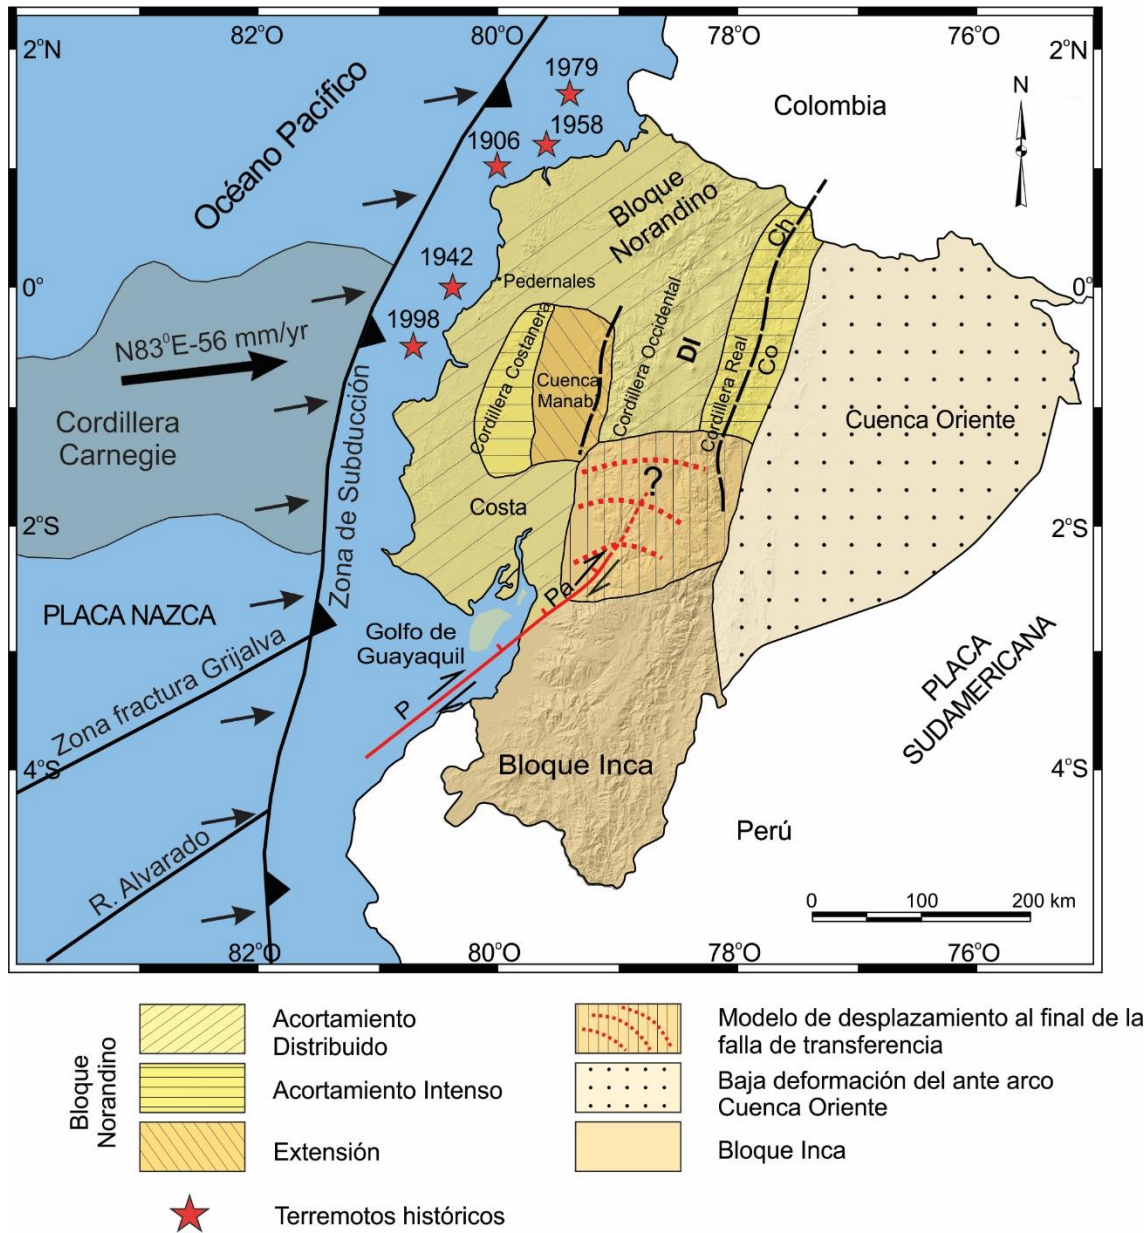 82°O
80°O
78°O
76°O
2°N
2°N
1979
1958
1906
Colombia
N
Océano Pacífico
Bloque
Norandino
Ch
1942
0°
0°
Pedernales
1998
N83°E-56 mm/yr
Cordillera Costanera
Cuenca
Manabí
Cordillera Occidental
DI
Cordillera Real
Co
Cuenca Oriente
Cordillera
Carnegie
Zona de Subducción
?
Costa
2°S
2°S
Pa
PLACA NAZCA
Golfo de
Guayaquil
Zona fractura Grijalva
P
PLACA
SUDAMERICANA
Bloque Inca
4°S
4°S
Perú
R. Alvarado
0
100
200 km
82°O
80°O
78°O
76°O
Bloque
Norandino
Acortamiento
Distribuido
Acortamiento Intenso
Extensión
Terremotos históricos
Modelo de desplazamiento al final de la
falla de transferencia
Baja deformación del ante arco
Cuenca Oriente
Bloque Inca